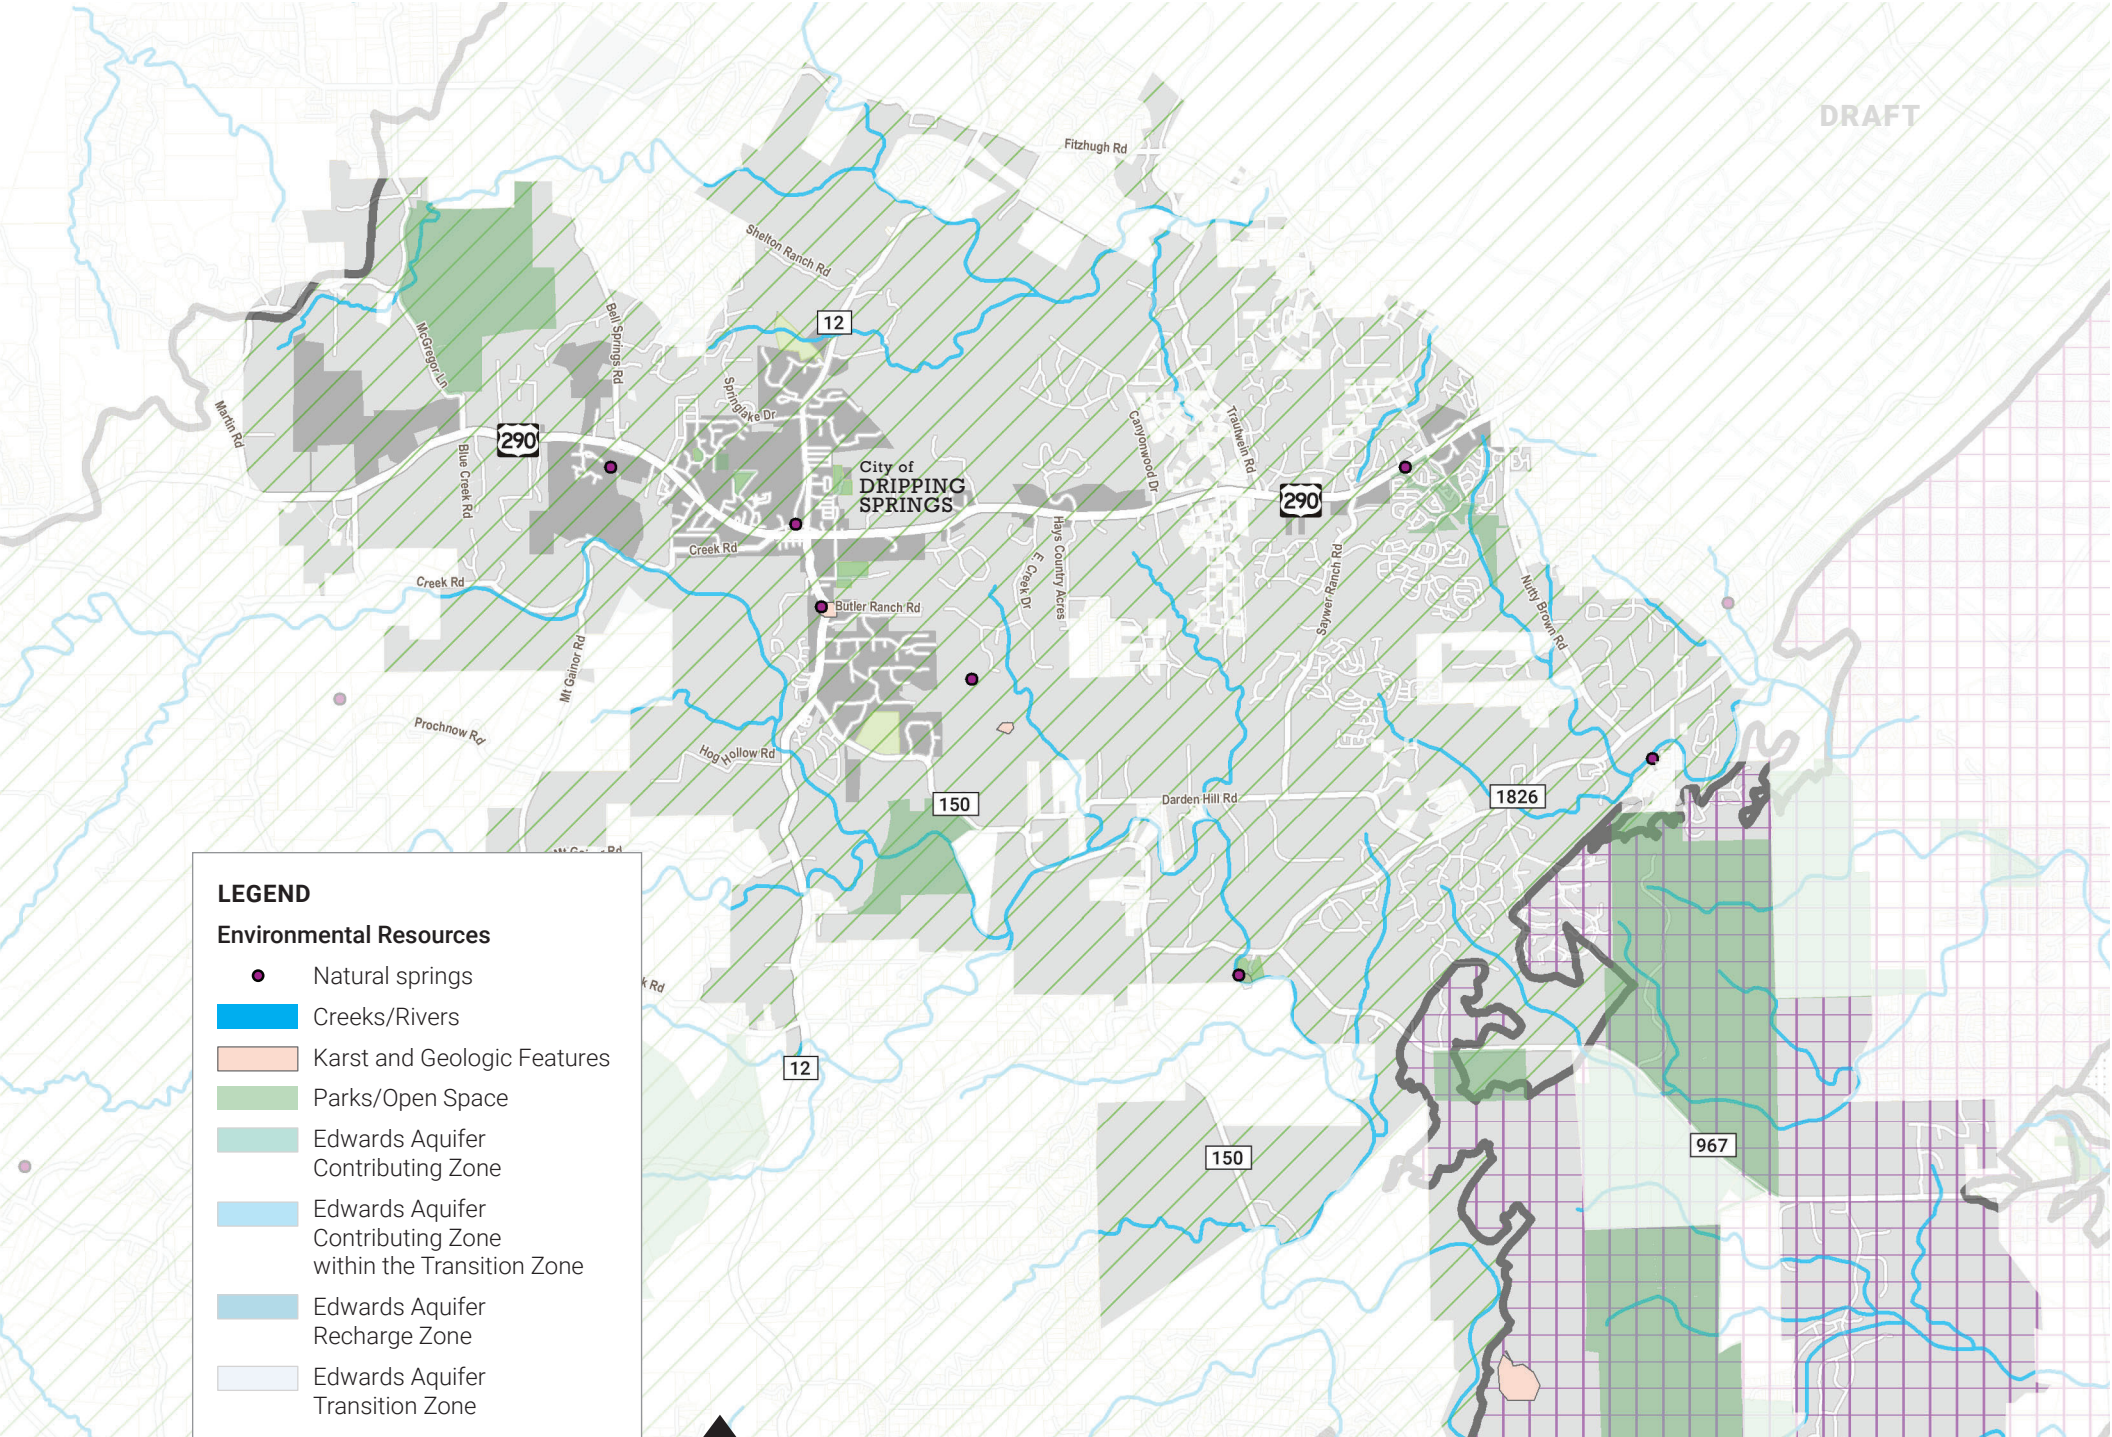 DRAFT
Fitzhugh Rd
Shelton Ranch Rd
12
Bell Springs Rd
McGregor Ln
Martin Rd
Springlake Dr
290
Blue Creek Rd
City of
DRIPPING
SPRINGS
Canyonwood Dr
Trautwein Rd
290
Creek Rd
Creek Rd
E. Creek Dr
Hays Country Acres
Saywer Ranch Rd
Nutty Brown Rd
Butler Ranch Rd
Mt Gainor Rd
Prochnow Rd
Hog Hollow Rd
150
Darden Hill Rd
1826
12
150
967
k Rd
LEGEND
Environmental Resources
Natural springs
Creeks/Rivers
Karst and Geologic Features
Parks/Open Space
Edwards Aquifer
Contributing Zone
Edwards Aquifer
Contributing Zone
within the Transition Zone
Edwards Aquifer
Recharge Zone
Edwards Aquifer
Transition Zone